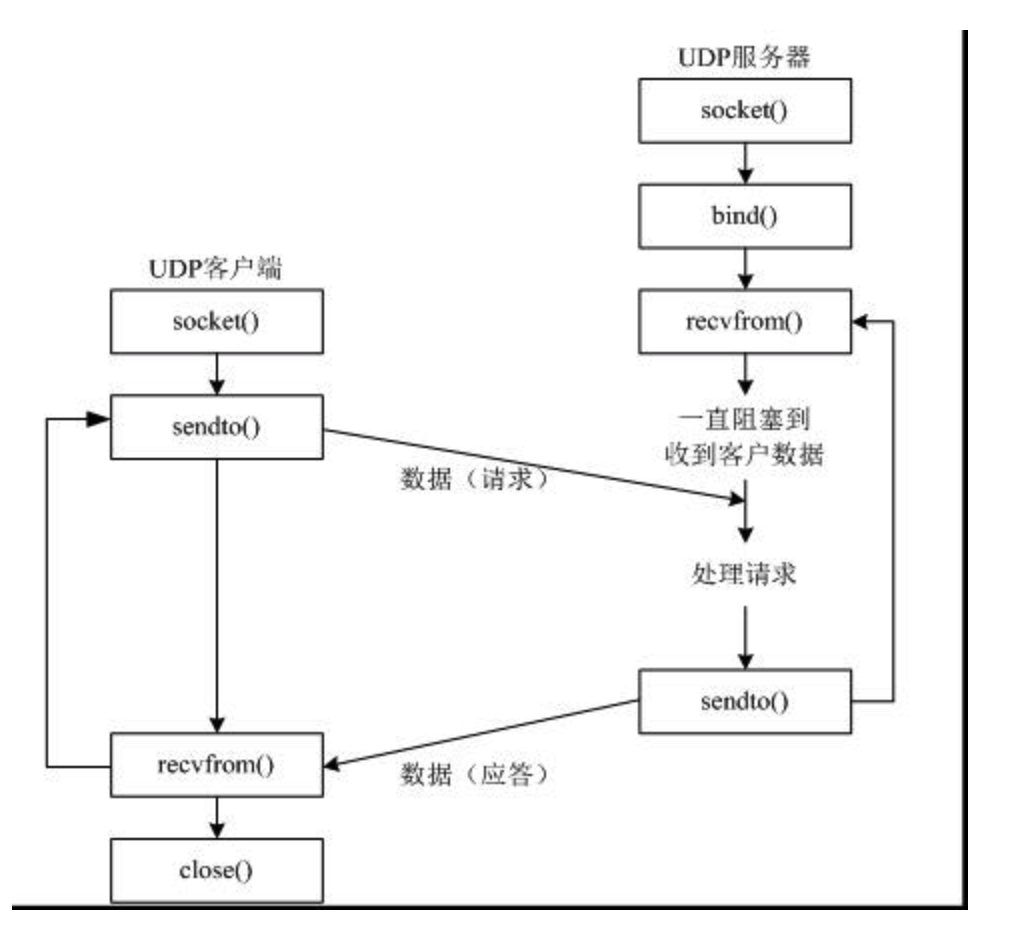 UDP服务器
socket()
bind()
recvfrom()
一直阻塞到
收到客户数据
处理请求
sendto()
UDP客户端
socket()
sendto()
数据（请求）
recvfrom()
数据（应答）
close()